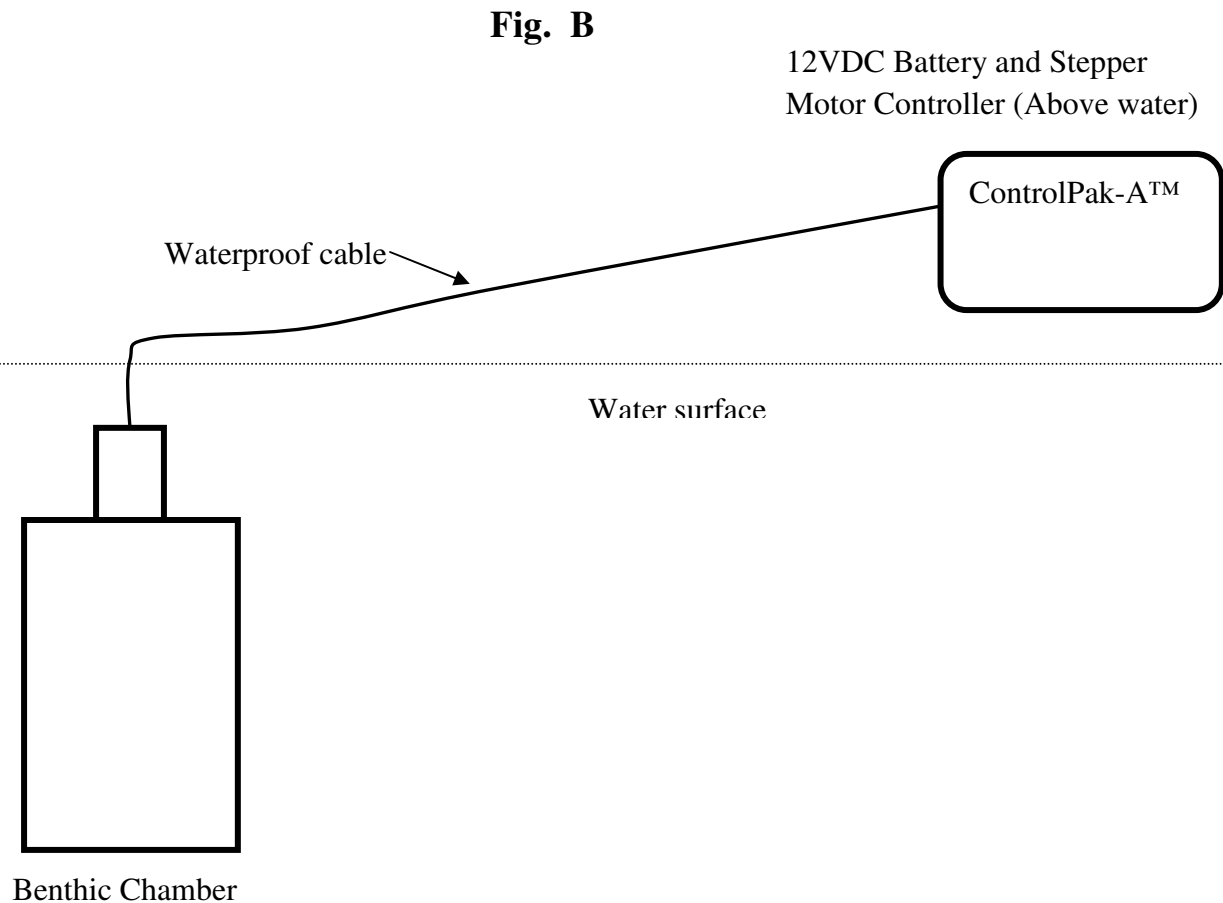 Fig. B
12VDC Battery and Stepper
Motor Controller (Above water)
ControlPak-A™
Waterproof cable
Water surface
Benthic Chamber